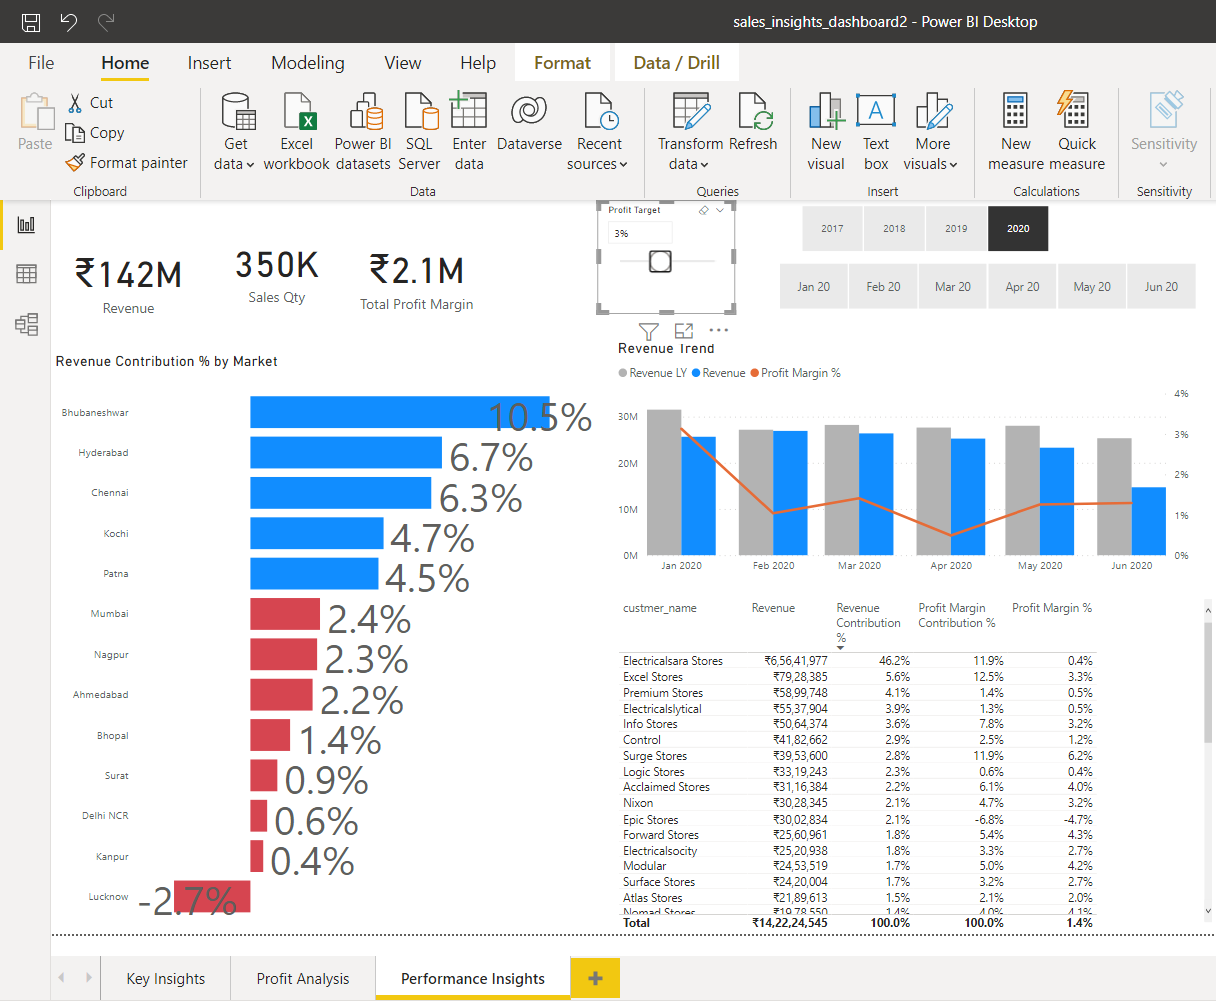 sales_insights_dashboard2 - Power BI Desktop
File Home Insert Modeling View Help Format Data / Drill
Paste
Cut
Copy
Format painter
Clipboard
Get data
Excel workbook
Power BI datasets
SQL Server
Enter data
Dataverse
Recent sources
Data
Transform data
Refresh
Queries
New visual
Text box
More visuals
Insert
New measure
Quick measure
Calculations
Sensitivity
Sensitivity
₹142M
Revenue
350K
Sales Qty
₹2.1M
Total Profit Margin
Profit Target
3%
2017 2018 2019 2020
Jan 20 Feb 20 Mar 20 Apr 20 May 20 Jun 20
Revenue Contribution % by Market
Bhubaneshwar 10.5%
Hyderabad 6.7%
Chennai 6.3%
Kochi 4.7%
Patna 4.5%
Mumbai 2.4%
Nagpur 2.3%
Ahmedabad 2.2%
Bhopal 1.4%
Surat 0.9%
Delhi NCR 0.6%
Kanpur 0.4%
Lucknow -2.7%
Revenue Trend
Revenue LY Revenue Profit Margin %
4%
30M 3%
20M 2%
10M 1%
0M 0%
Jan 2020 Feb 2020 Mar 2020 Apr 2020 May 2020 Jun 2020
custmer_name Revenue Revenue Contribution % Profit Margin Contribution % Profit Margin %
Electricalsara Stores ₹6,56,41,977 46.2% 11.9% 0.4%
Excel Stores ₹79,28,385 5.6% 12.5% 3.3%
Premium Stores ₹58,99,748 4.1% 1.4% 0.5%
Electricalslytical ₹55,37,904 3.9% 1.3% 0.5%
Info Stores ₹50,64,374 3.6% 7.8% 3.2%
Control ₹41,82,662 2.9% 2.5% 1.2%
Surge Stores ₹39,53,600 2.8% 11.9% 6.2%
Logic Stores ₹33,19,243 2.3% 0.6% 0.4%
Acclaimed Stores ₹31,16,384 2.2% 6.1% 4.0%
Nixon ₹30,28,345 2.1% 4.7% 3.2%
Epic Stores ₹30,02,834 2.1% -6.8% -4.7%
Forward Stores ₹25,60,961 1.8% 5.4% 4.3%
Electricalsocity ₹25,20,938 1.8% 3.3% 2.7%
Modular ₹24,53,519 1.7% 5.0% 4.2%
Surface Stores ₹24,20,004 1.7% 3.2% 2.7%
Atlas Stores ₹21,89,613 1.5% 2.1% 2.0%
Nomad Stores ₹19,78,550 1.4% 4.0% 4.1%
Total ₹14,22,24,545 100.0% 100.0% 1.4%
Key Insights Profit Analysis Performance Insights